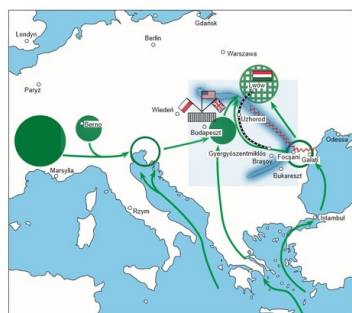 Gdańsk
Londyn
Berlin
Warszawa
Paryż
Lwów
Wiedeń
Użhorod
Berno
Budapeszt
Odessa
Gyergyószentmiklós
Focșani
Galați
Brașov
Marsylia
Bukareszt
Rzym
Istambuł